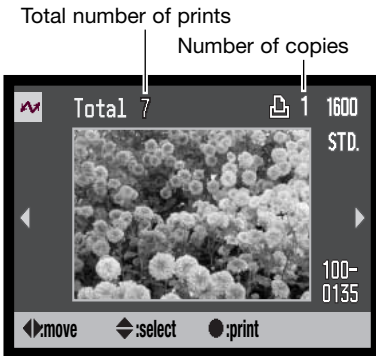 Total number of prints
Number of copies
Total 7 1 1600
STD.
100-
0135
:move :select :print